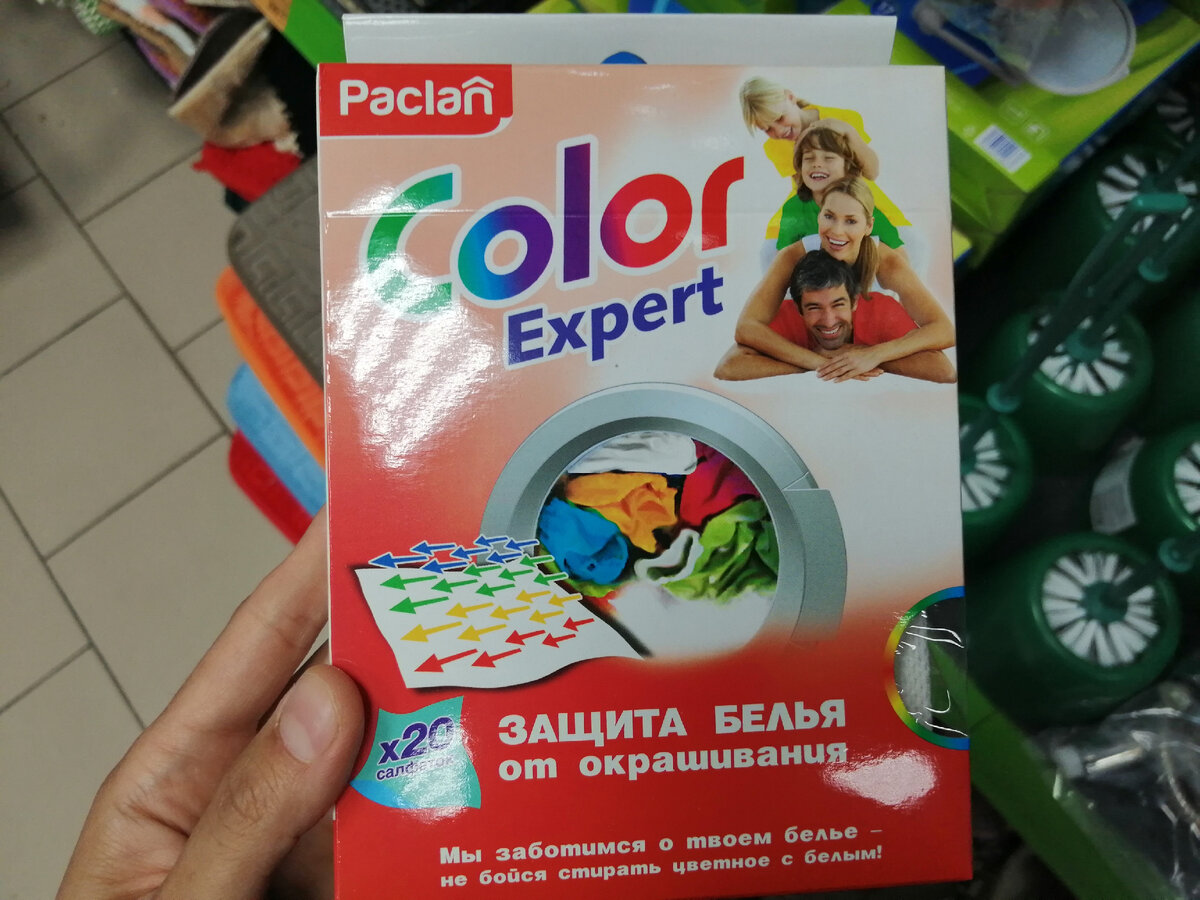 Paclan
Color
Expert
x20
салфеток
ЗАЩИТА БЕЛЬЯ
от окрашивания
Мы заботимся о твоем белье –
не бойся стирать цветное с белым!